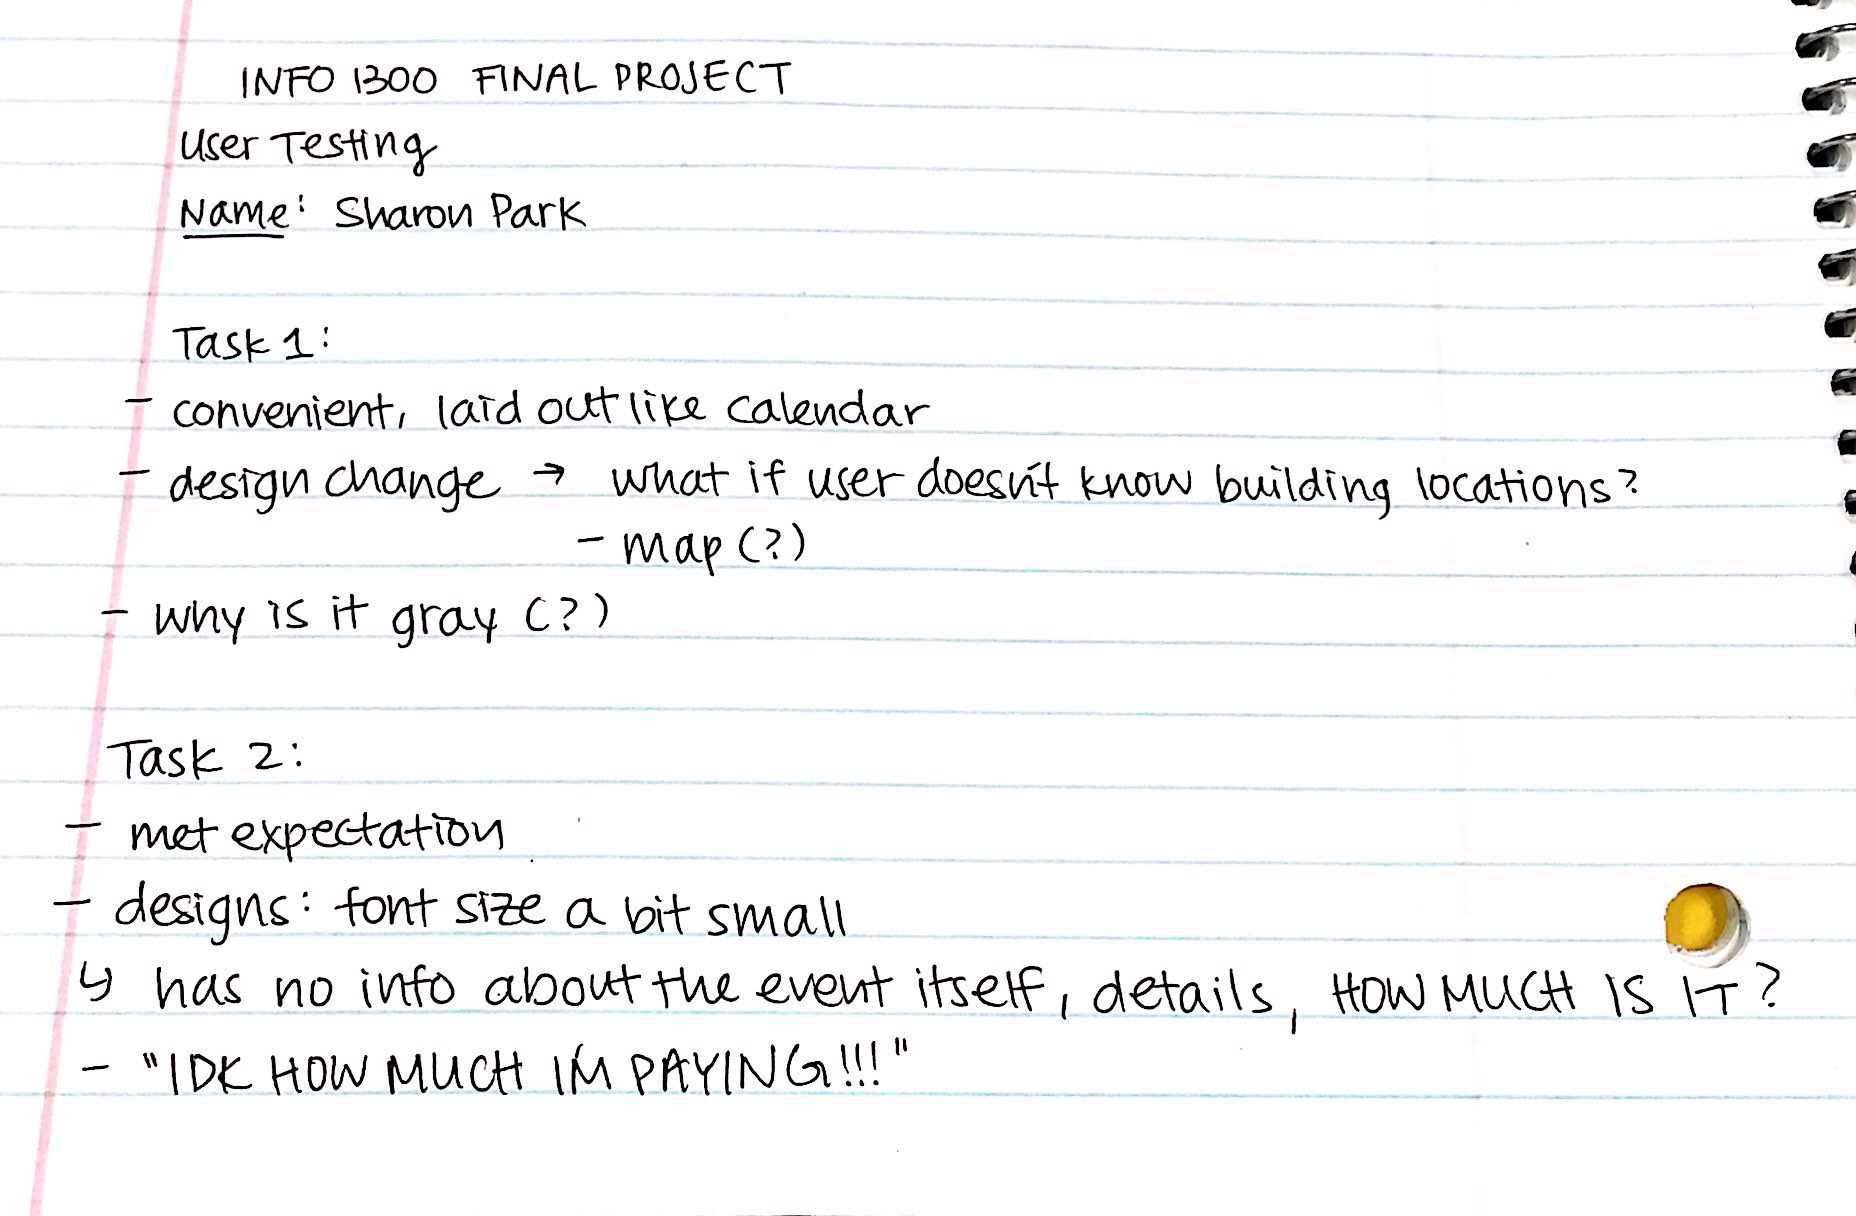 INFO 1300 FINAL PROJECT
User Testing
Name: Sharon Park
Task 1:
- convenient, laid out like calendar
- design change → what if user doesn't know building locations?
- map (?)
- why is it gray (?)
Task 2:
- met expectation
- designs: font size a bit small
↳ has no info about the event itself, details, HOW MUCH IS IT?
- "IDK HOW MUCH I'M PAYING!!!"